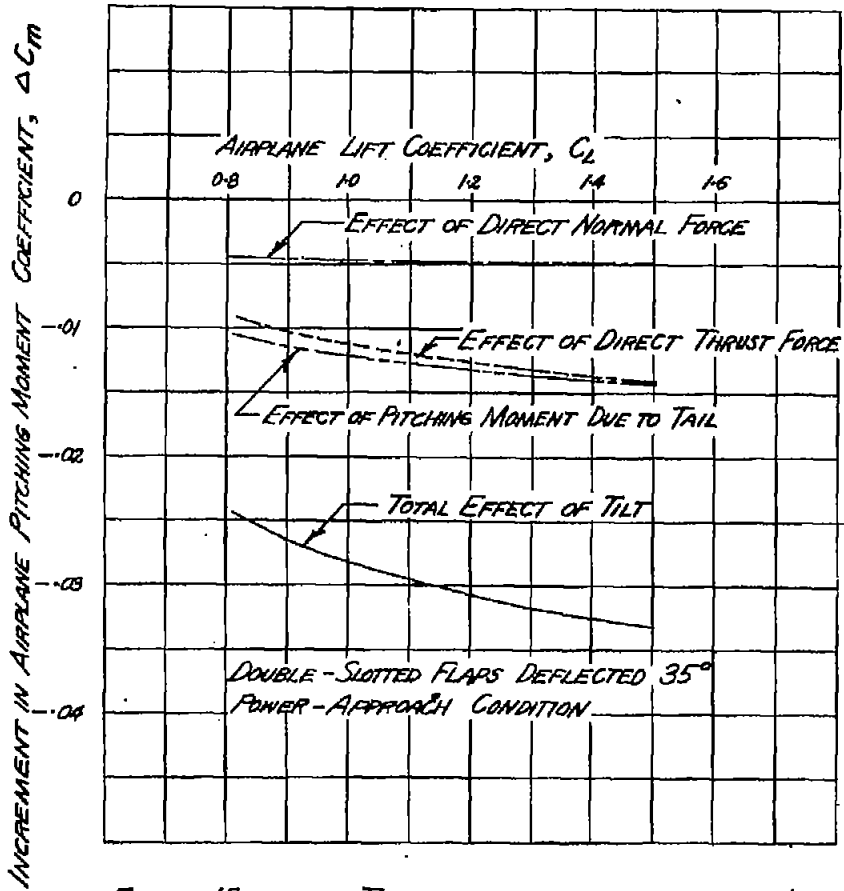 INCREMENT IN AIRPLANE PITCHING MOMENT COEFFICIENT, ΔCm
AIRPLANE LIFT COEFFICIENT, CL
0.8 1.0 1.2 1.4 1.6
0
EFFECT OF DIRECT NORMAL FORCE
-.01
EFFECT OF DIRECT THRUST FORCE
EFFECT OF PITCHING MOMENT DUE TO TAIL
-.02
TOTAL EFFECT OF TILT
-.03
DOUBLE-SLOTTED FLAPS DEFLECTED 35°
-.04
POWER-APPROACH CONDITION